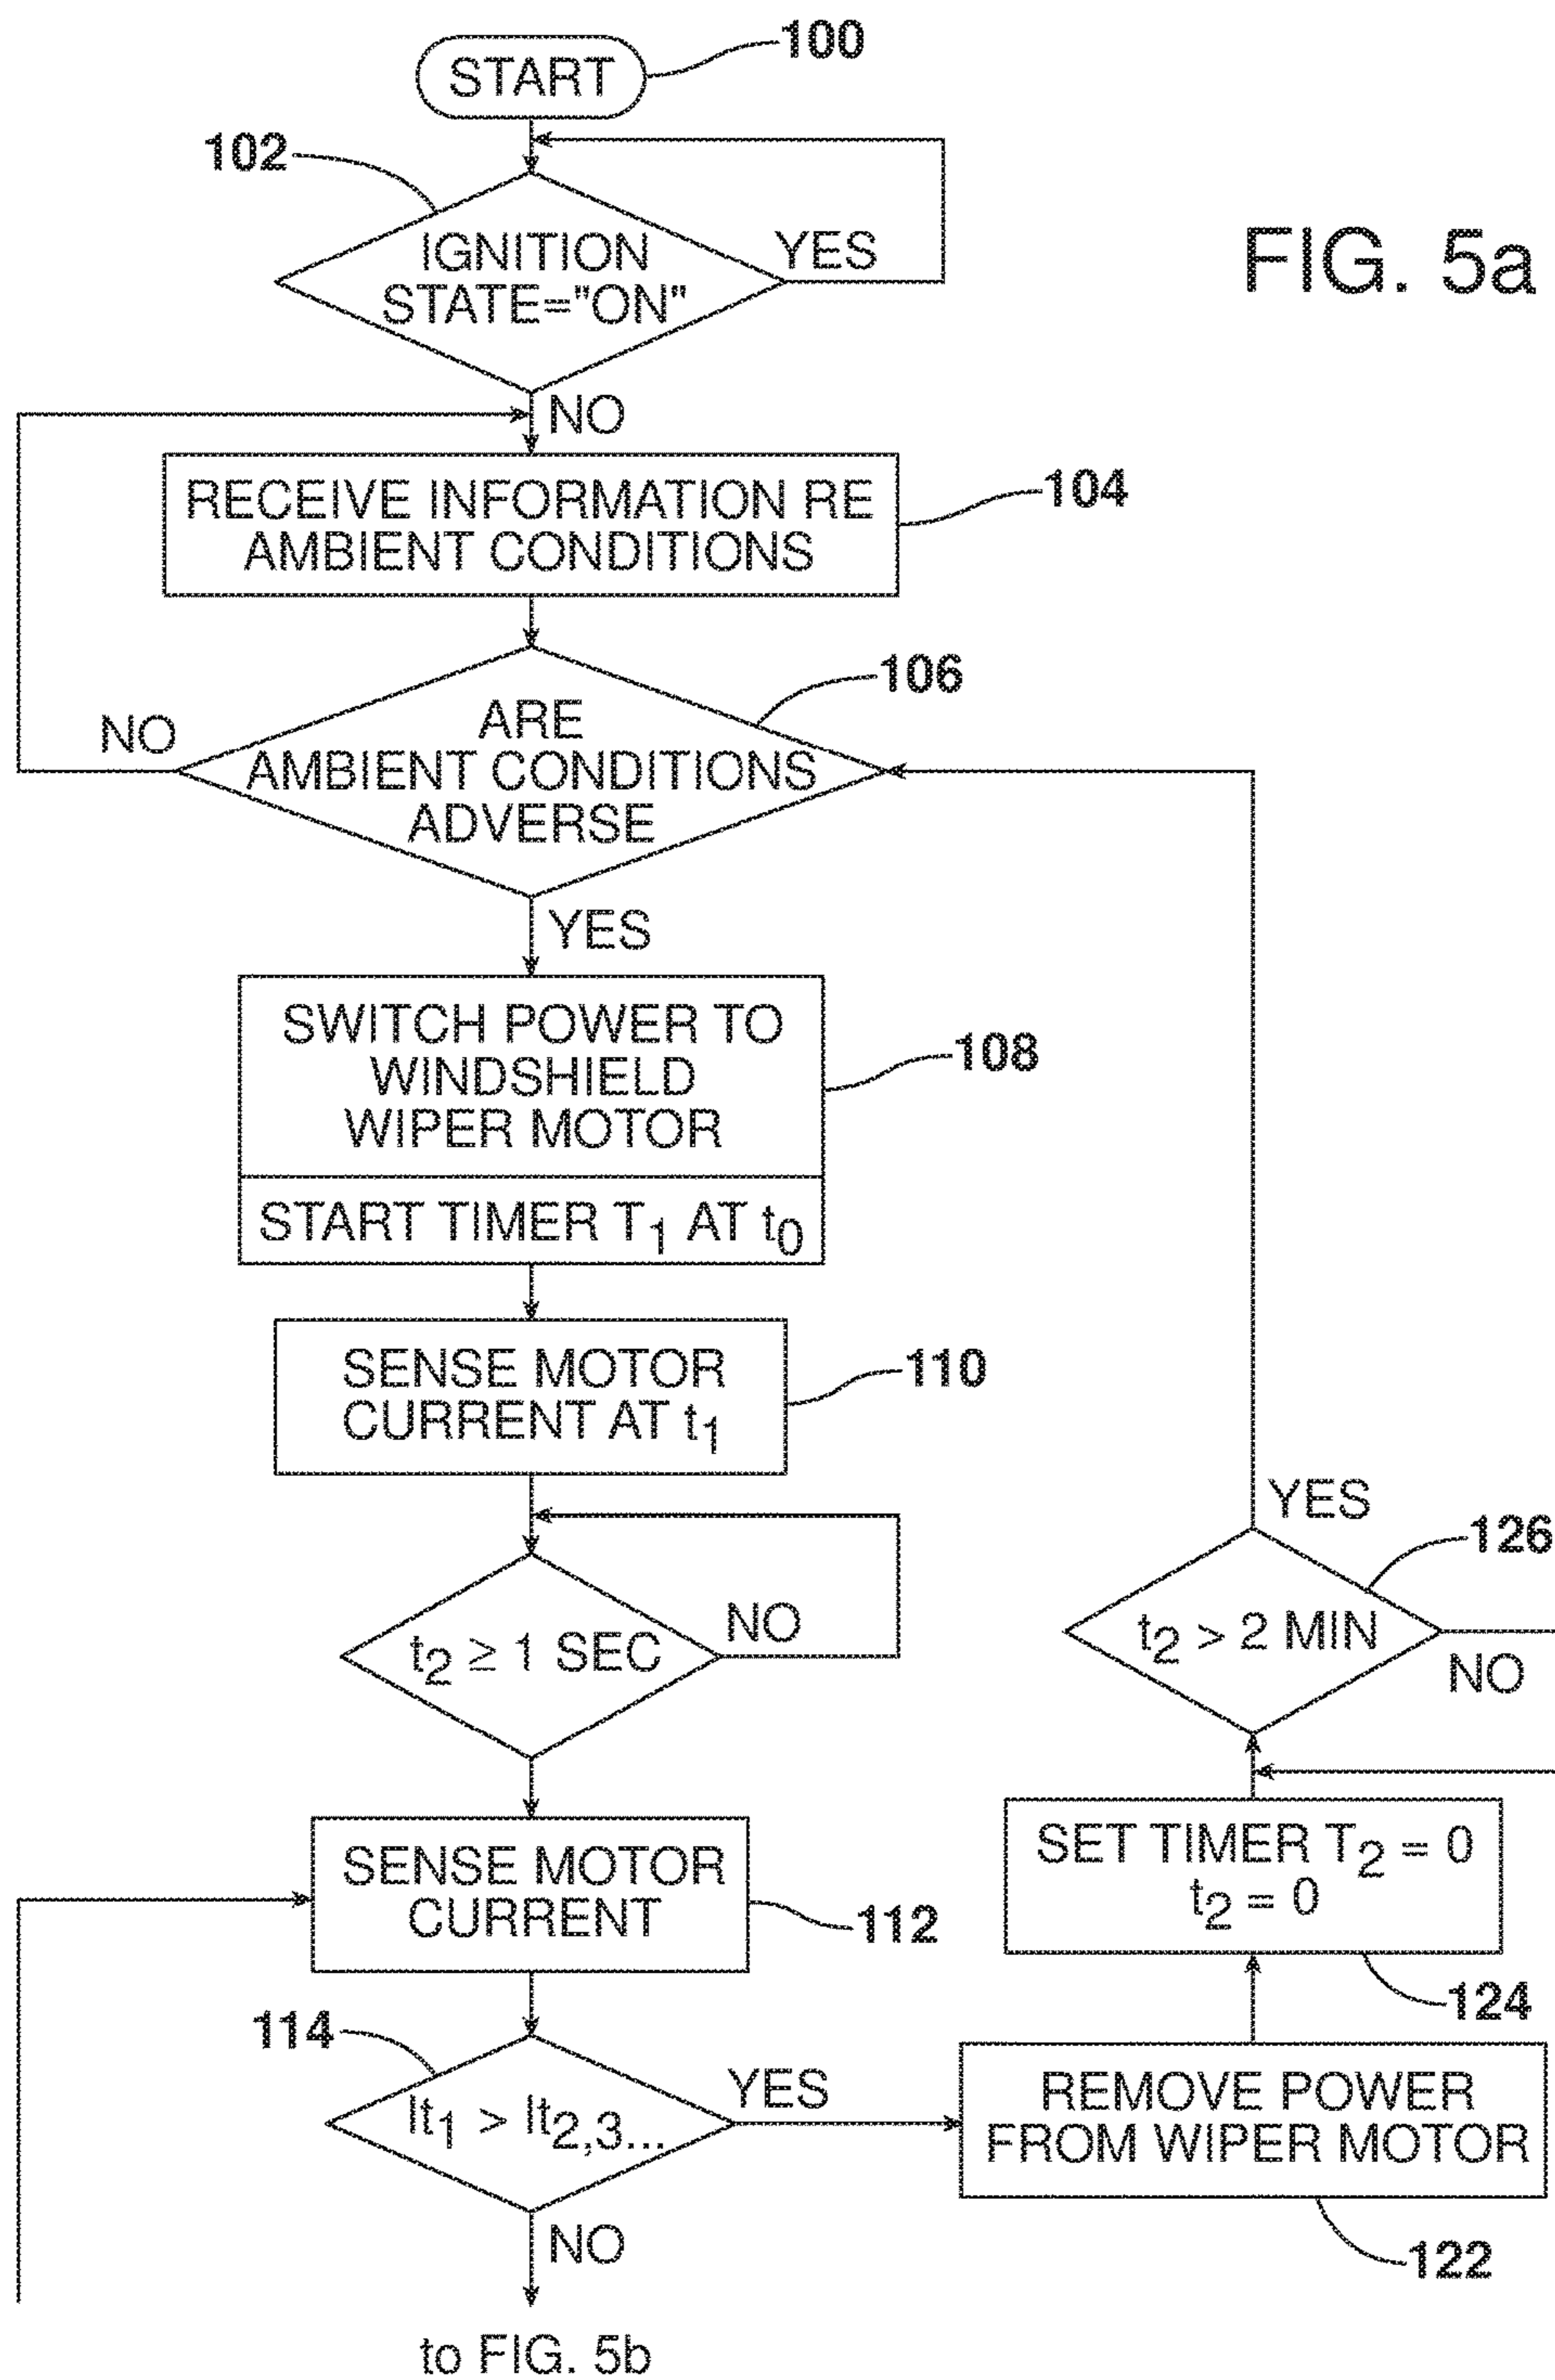 START
100
102
IGNITION
STATE="ON"
YES
FIG. 5a
NO
RECEIVE INFORMATION RE
AMBIENT CONDITIONS
104
106
NO
ARE
AMBIENT CONDITIONS
ADVERSE
YES
SWITCH POWER TO
WINDSHIELD
WIPER MOTOR
108
START TIMER T1 AT t0
SENSE MOTOR
CURRENT AT t1
110
t2 ≥ 1 SEC
NO
YES
126
t2 > 2 MIN
NO
SENSE MOTOR
CURRENT
112
SET TIMER T2 = 0
t2 = 0
124
114
It1 > It2,3...
YES
REMOVE POWER
FROM WIPER MOTOR
122
NO
to FIG. 5b